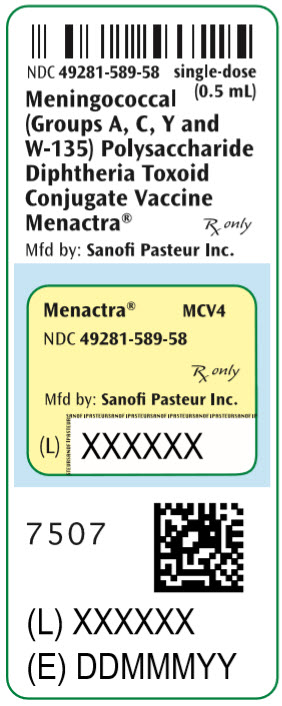 NDC 49281-589-58 single-dose
Meningococcal (0.5 mL)
(Groups A, C, Y and
W-135) Polysaccharide
Diphtheria Toxoid
Conjugate Vaccine
Menactra® ℞ only
Mfd by: Sanofi Pasteur Inc.
Menactra® MCV4
NDC 49281-589-58
℞ only
Mfd by: Sanofi Pasteur Inc.
(L) XXXXXX
7507
(L) XXXXXX
(E) DDMMMYY